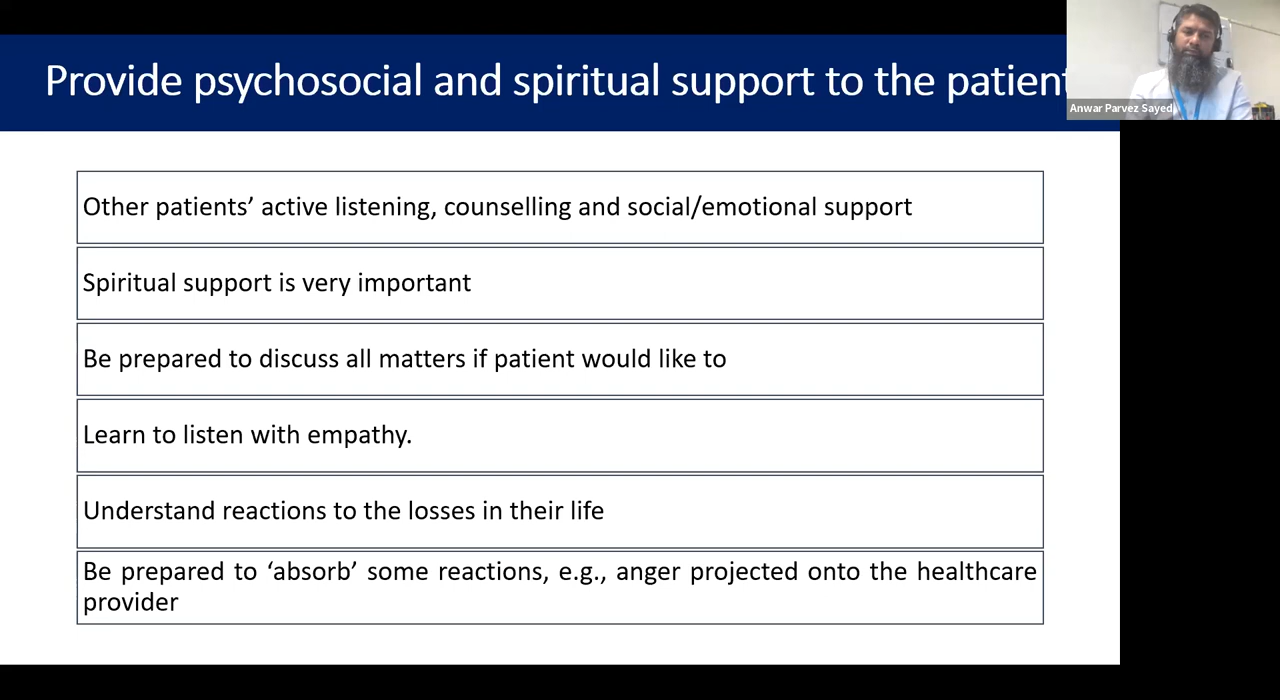 Provide psychosocial and spiritual support to the patient
Anwar Parvez Sayed
Other patients’ active listening, counselling and social/emotional support
Spiritual support is very important
Be prepared to discuss all matters if patient would like to
Learn to listen with empathy.
Understand reactions to the losses in their life
Be prepared to ‘absorb’ some reactions, e.g., anger projected onto the healthcare
provider